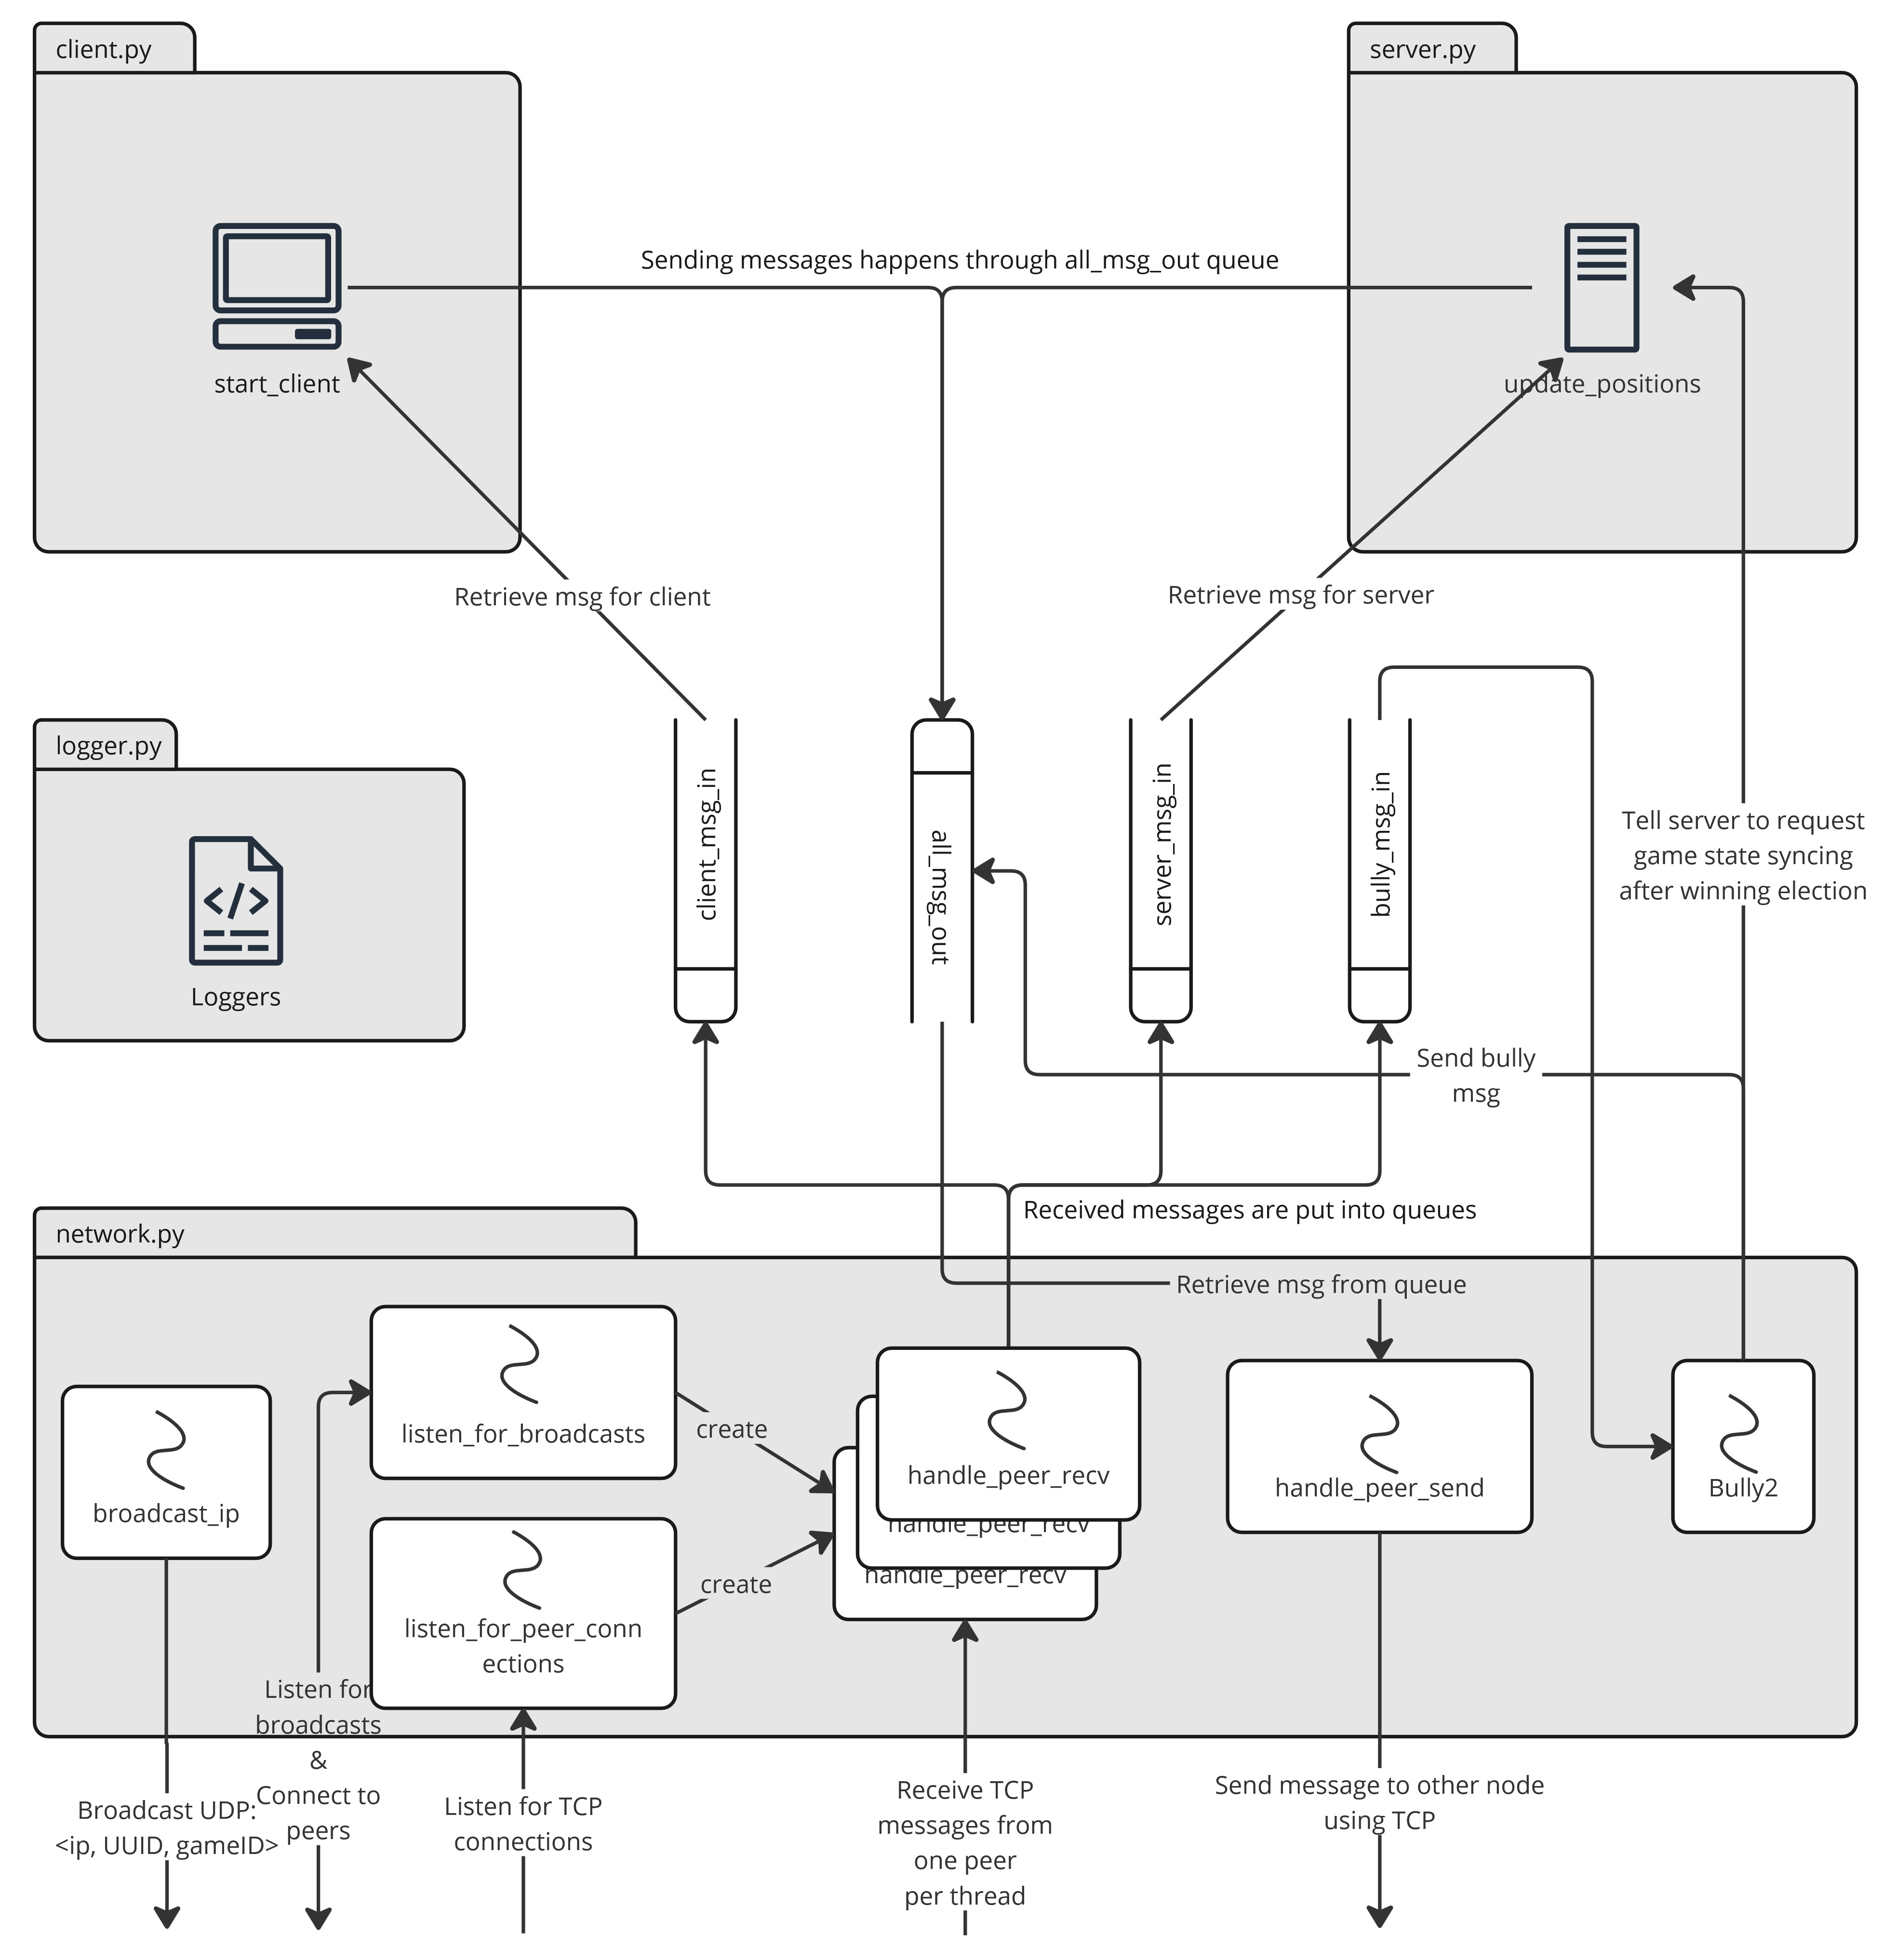 client.py
server.py
Sending messages happens through all_msg_out queue
start_client
update_positions
Retrieve msg for client
Retrieve msg for server
logger.py
Loggers
client_msg_in
all_msg_out
server_msg_in
bully_msg_in
Tell server to request
game state syncing
after winning election
Send bully
msg
Received messages are put into queues
network.py
Retrieve msg from queue
broadcast_ip
listen_for_broadcasts
create
listen_for_peer_conn
ections
create
handle_peer_recv
handle_peer_recv
handle_peer_recv
handle_peer_send
Bully2
Broadcast UDP:
<ip, UUID, gameID>
Listen for
broadcasts
&
Connect to
peers
Listen for TCP
connections
Receive TCP
messages from
one peer
per thread
Send message to other node
using TCP